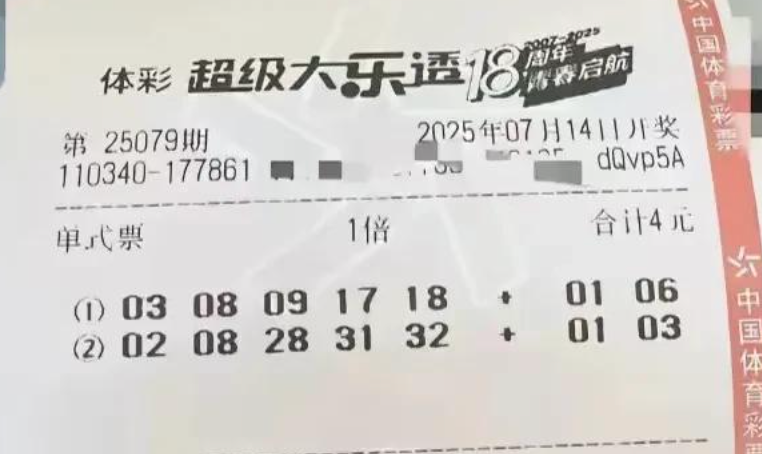 体彩 超级大乐透 18 2007-2025 周年 青春启航
第 25079期 2025年07月14日开奖
110340-177861 dQvp5A
单式票 1倍 合计4元
(1) 03 08 09 17 18 + 01 06
(2) 02 08 28 31 32 + 01 03
中国体育彩票
中国体育彩